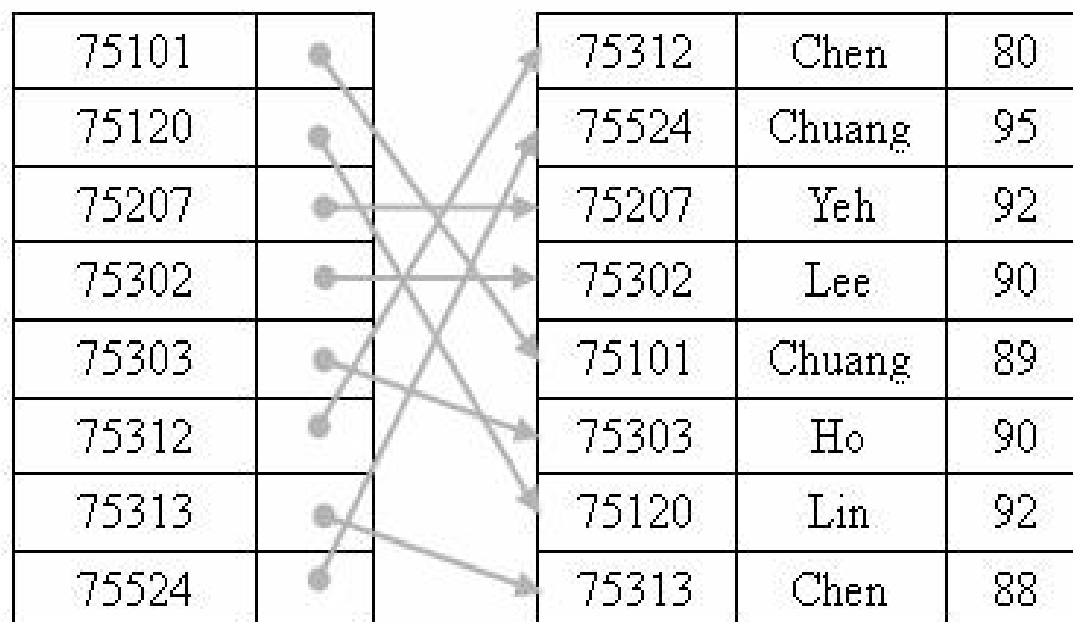 75101 75312 Chen 80
75120 75524 Chuang 95
75207 75207 Yeh 92
75302 75302 Lee 90
75303 75101 Chuang 89
75312 75303 Ho 90
75313 75120 Lin 92
75524 75313 Chen 88